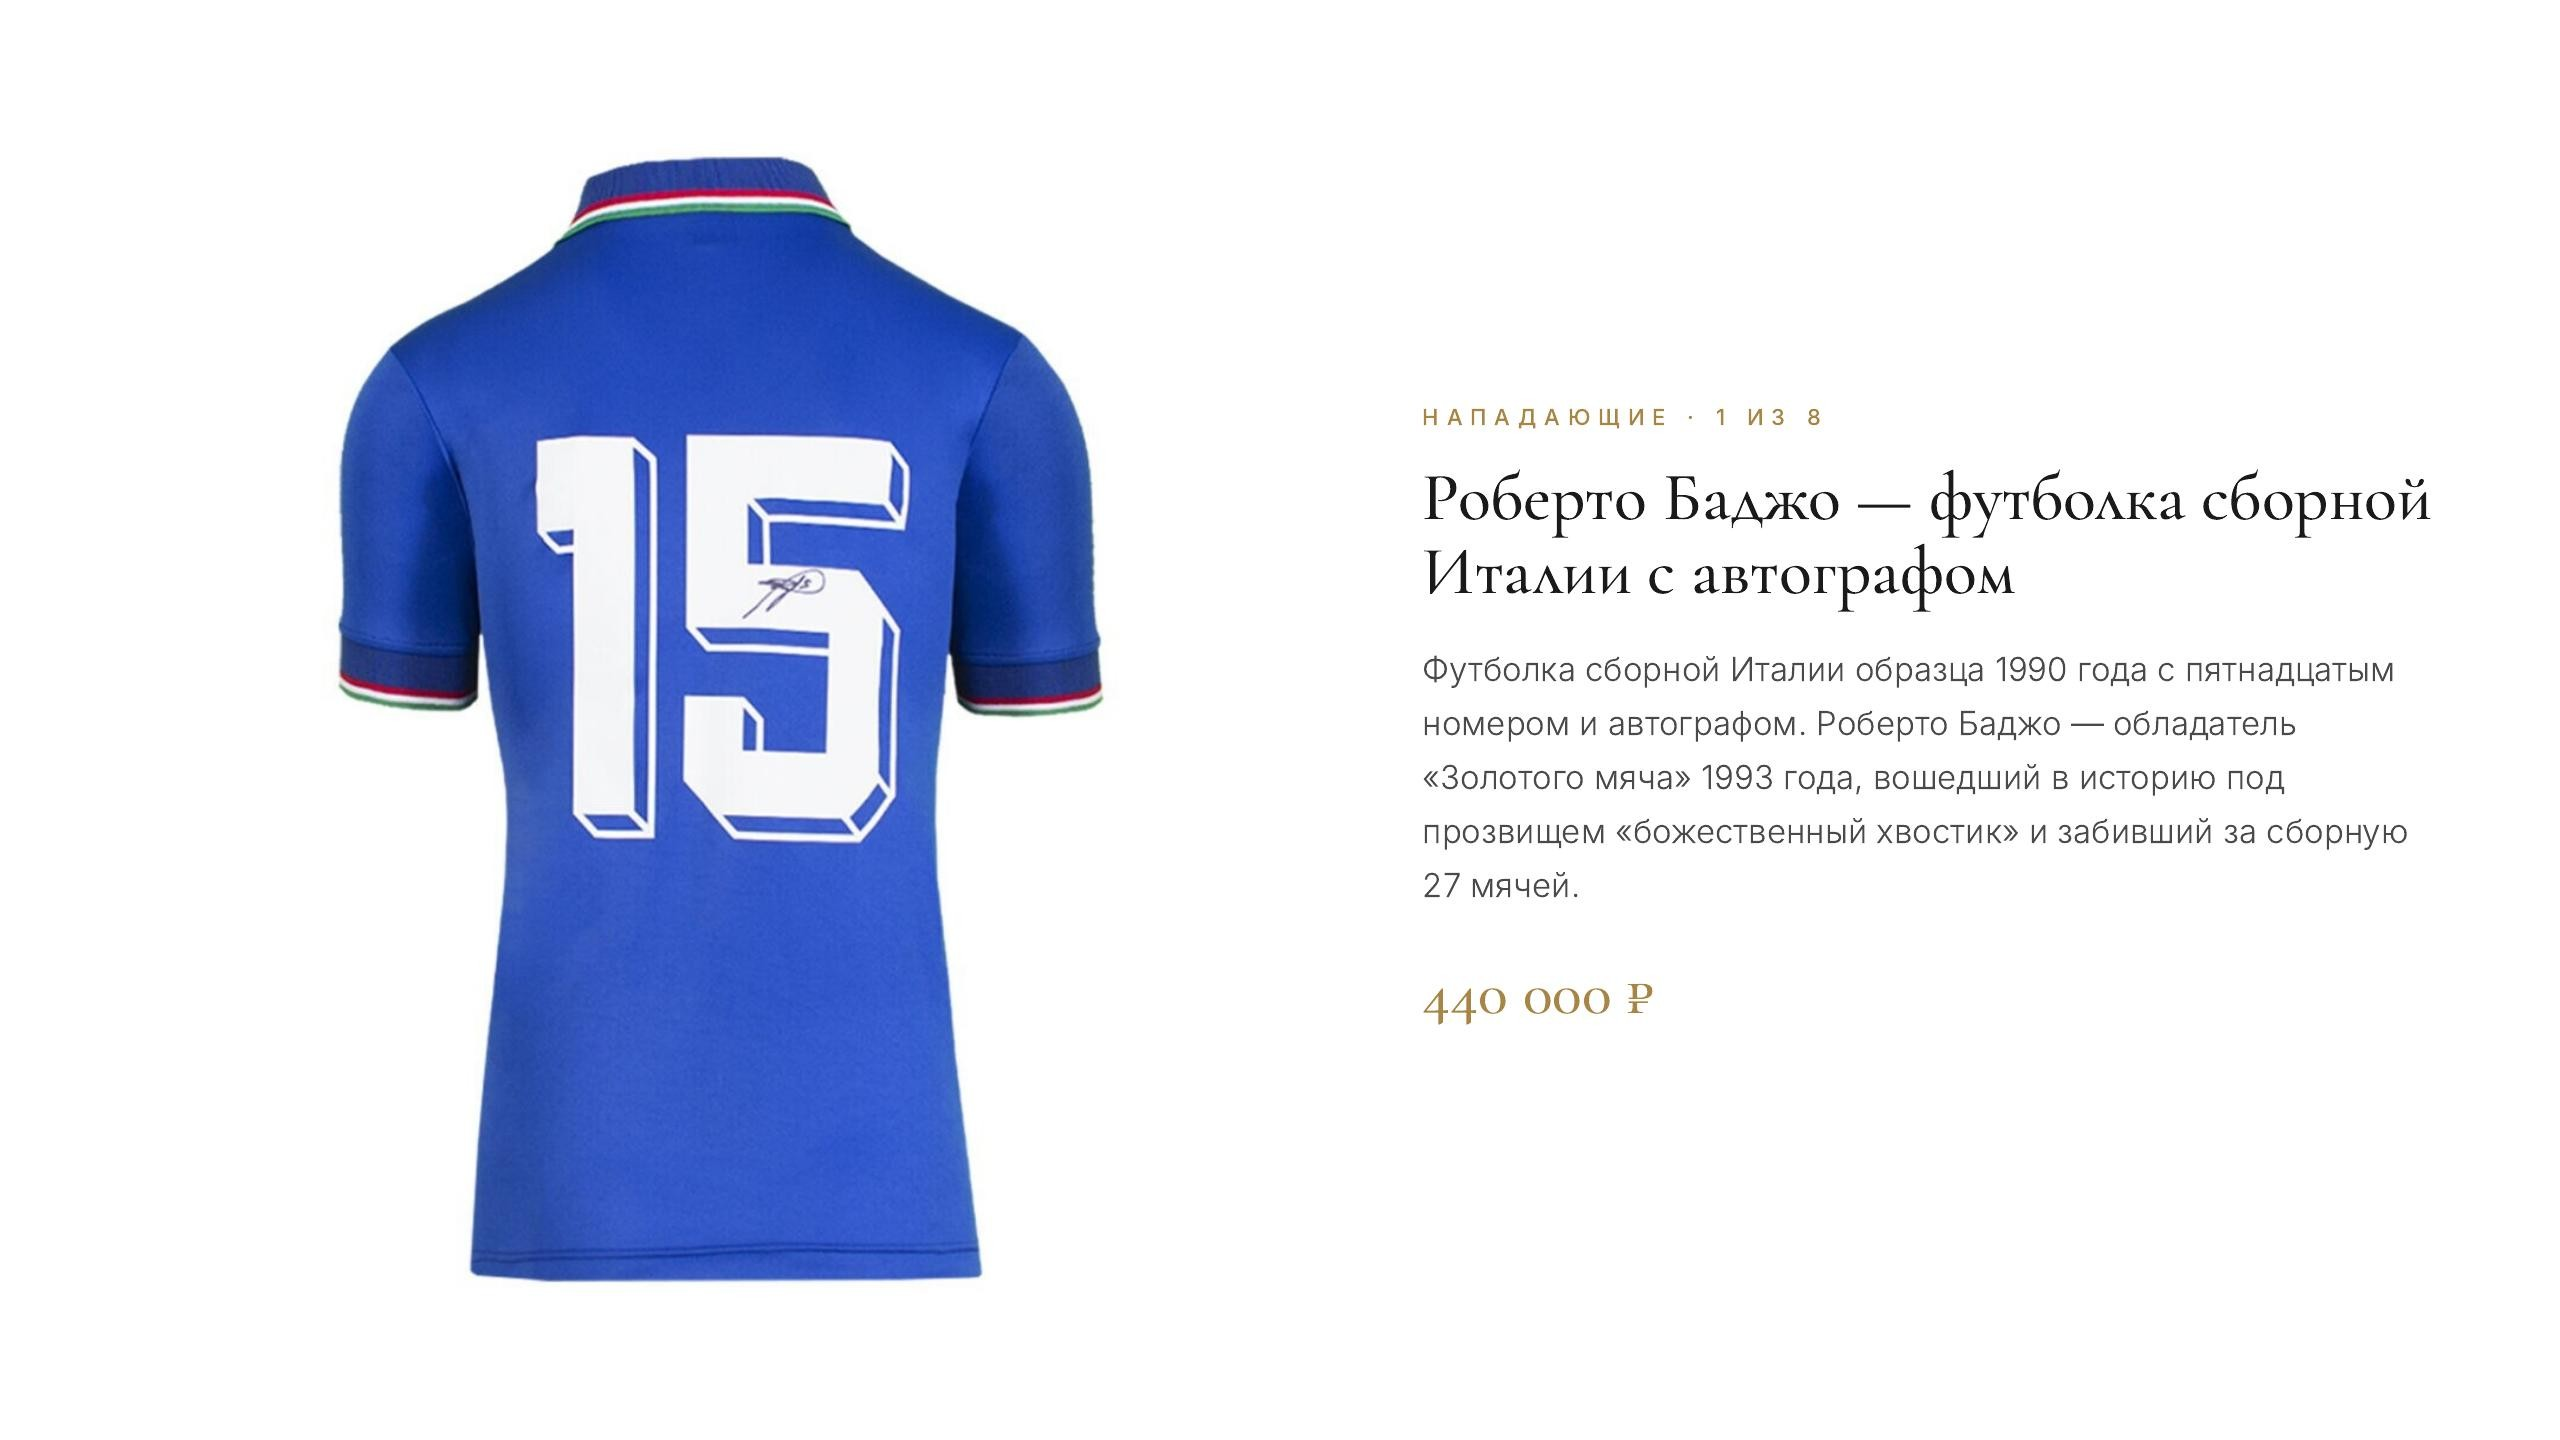 15
НАПАДАЮЩИЕ · 1 ИЗ 8
Роберто Баджо — футболка сборной
Италии с автографом
Футболка сборной Италии образца 1990 года с пятнадцатым
номером и автографом. Роберто Баджо — обладатель
«Золотого мяча» 1993 года, вошедший в историю под
прозвищем «божественный хвостик» и забивший за сборную
27 мячей.
440 000 ₽